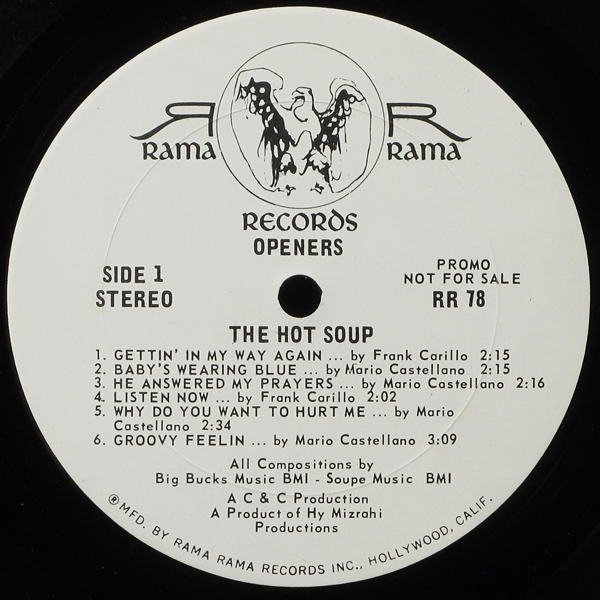 R R
RAMA RAMA
RECORDS
OPENERS
SIDE 1
STEREO
PROMO
NOT FOR SALE
RR 78
THE HOT SOUP
1. GETTIN' IN MY WAY AGAIN ... by Frank Carillo 2:15
2. BABY'S WEARING BLUE ... by Mario Castellano 2:15
3. HE ANSWERED MY PRAYERS ... by Mario Castellano 2:16
4. LISTEN NOW ... by Frank Carillo 2:02
5. WHY DO YOU WANT TO HURT ME ... by Mario
Castellano 2:34
6. GROOVY FEELIN ... by Mario Castellano 3:09
All Compositions by
Big Bucks Music BMI - Soupe Music BMI
A C & C Production
A Product of Hy Mizrahi
Productions
®MFD. BY RAMA RAMA RECORDS INC., HOLLYWOOD, CALIF.